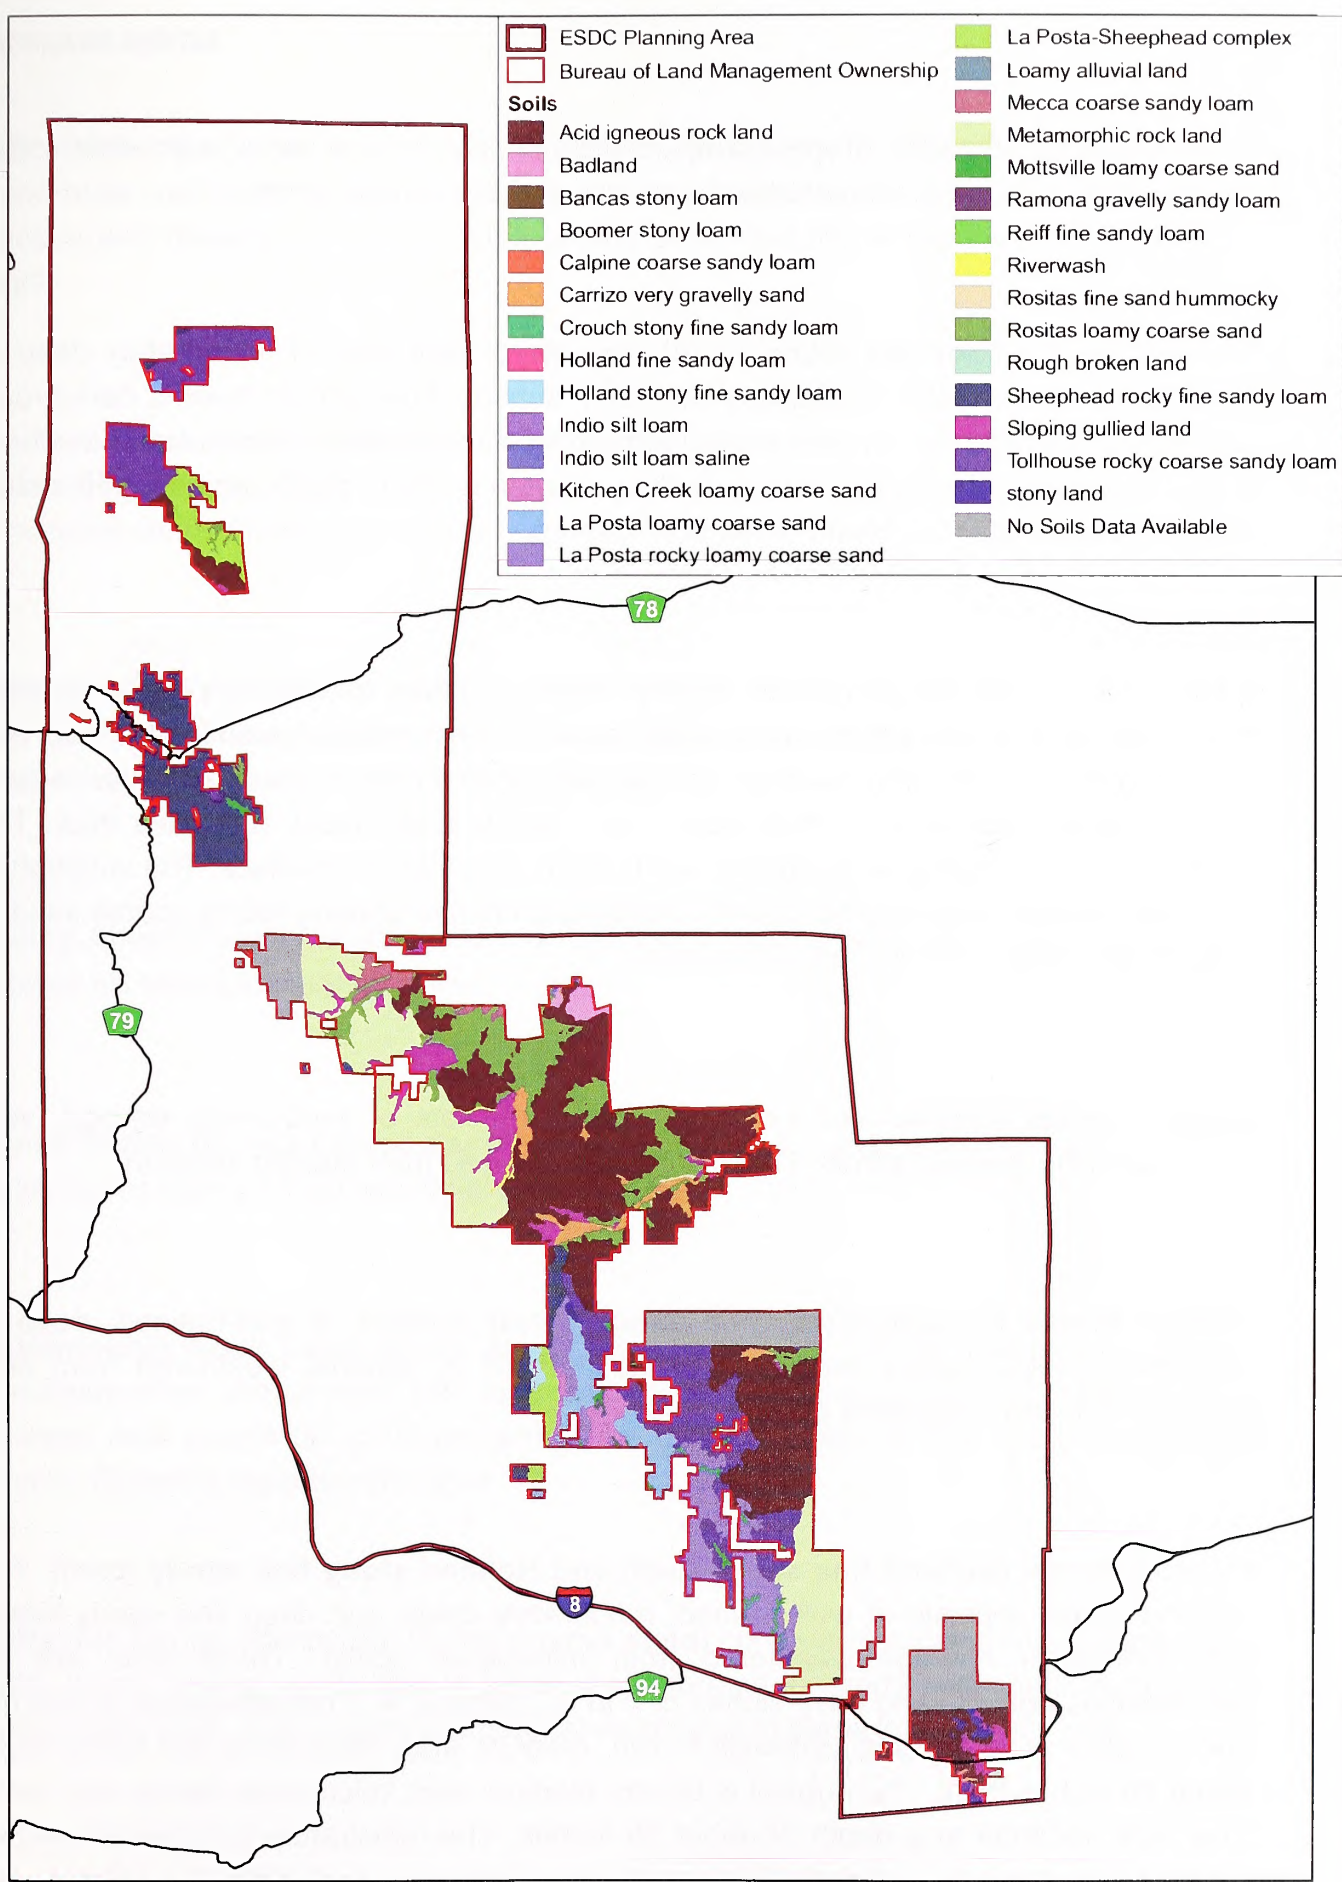 ESDC Planning Area
Bureau of Land Management Ownership
Soils
Acid igneous rock land
Badland
Bancas stony loam
Boomer stony loam
Calpine coarse sandy loam
Carrizo very gravelly sand
Crouch stony fine sandy loam
Holland fine sandy loam
Holland stony fine sandy loam
Indio silt loam
Indio silt loam saline
Kitchen Creek loamy coarse sand
La Posta loamy coarse sand
La Posta rocky loamy coarse sand
La Posta-Sheephead complex
Loamy alluvial land
Mecca coarse sandy loam
Metamorphic rock land
Mottsville loamy coarse sand
Ramona gravelly sandy loam
Reiff fine sandy loam
Riverwash
Rositas fine sand hummocky
Rositas loamy coarse sand
Rough broken land
Sheephead rocky fine sandy loam
Sloping gullied land
Tollhouse rocky coarse sandy loam
stony land
No Soils Data Available
78
79
8
94